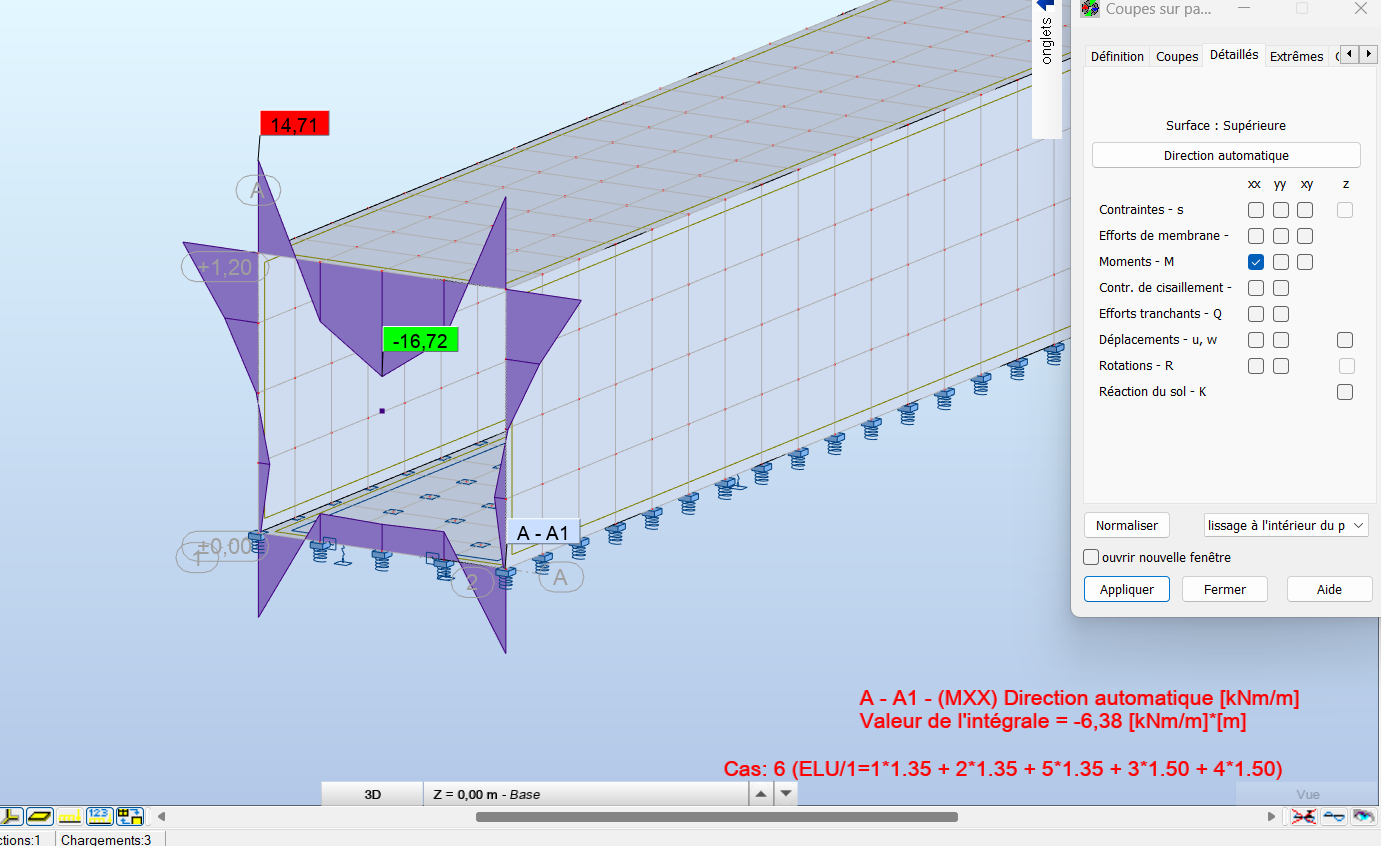 onglets
Coupes sur pa...
Définition Coupes Détaillés Extrêmes
Surface : Supérieure
Direction automatique
xx yy xy z
Contraintes - s
Efforts de membrane -
Moments - M
Contr. de cisaillement -
Efforts tranchants - Q
Déplacements - u, w
Rotations - R
Réaction du sol - K
Normaliser lissage à l'intérieur du p
ouvrir nouvelle fenêtre
Appliquer Fermer Aide
14,71
A
+1,20
-16,72
A - A1
±0,00
1
2
A
A - A1 - (MXX) Direction automatique [kNm/m]
Valeur de l'intégrale = -6,38 [kNm/m]*[m]
Cas: 6 (ELU/1=1*1.35 + 2*1.35 + 5*1.35 + 3*1.50 + 4*1.50)
3D Z = 0,00 m - Base Vue
123
ctions:1 Chargements:3